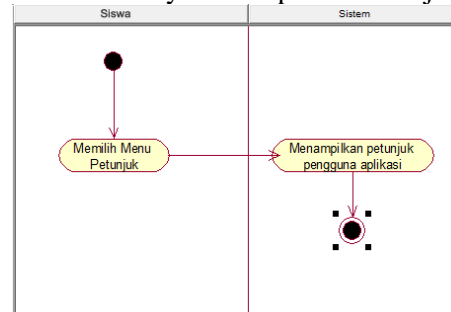 Siswa
Sistem
Memilih Menu
Petunjuk
Menampilkan petunjuk
pengguna aplikasi